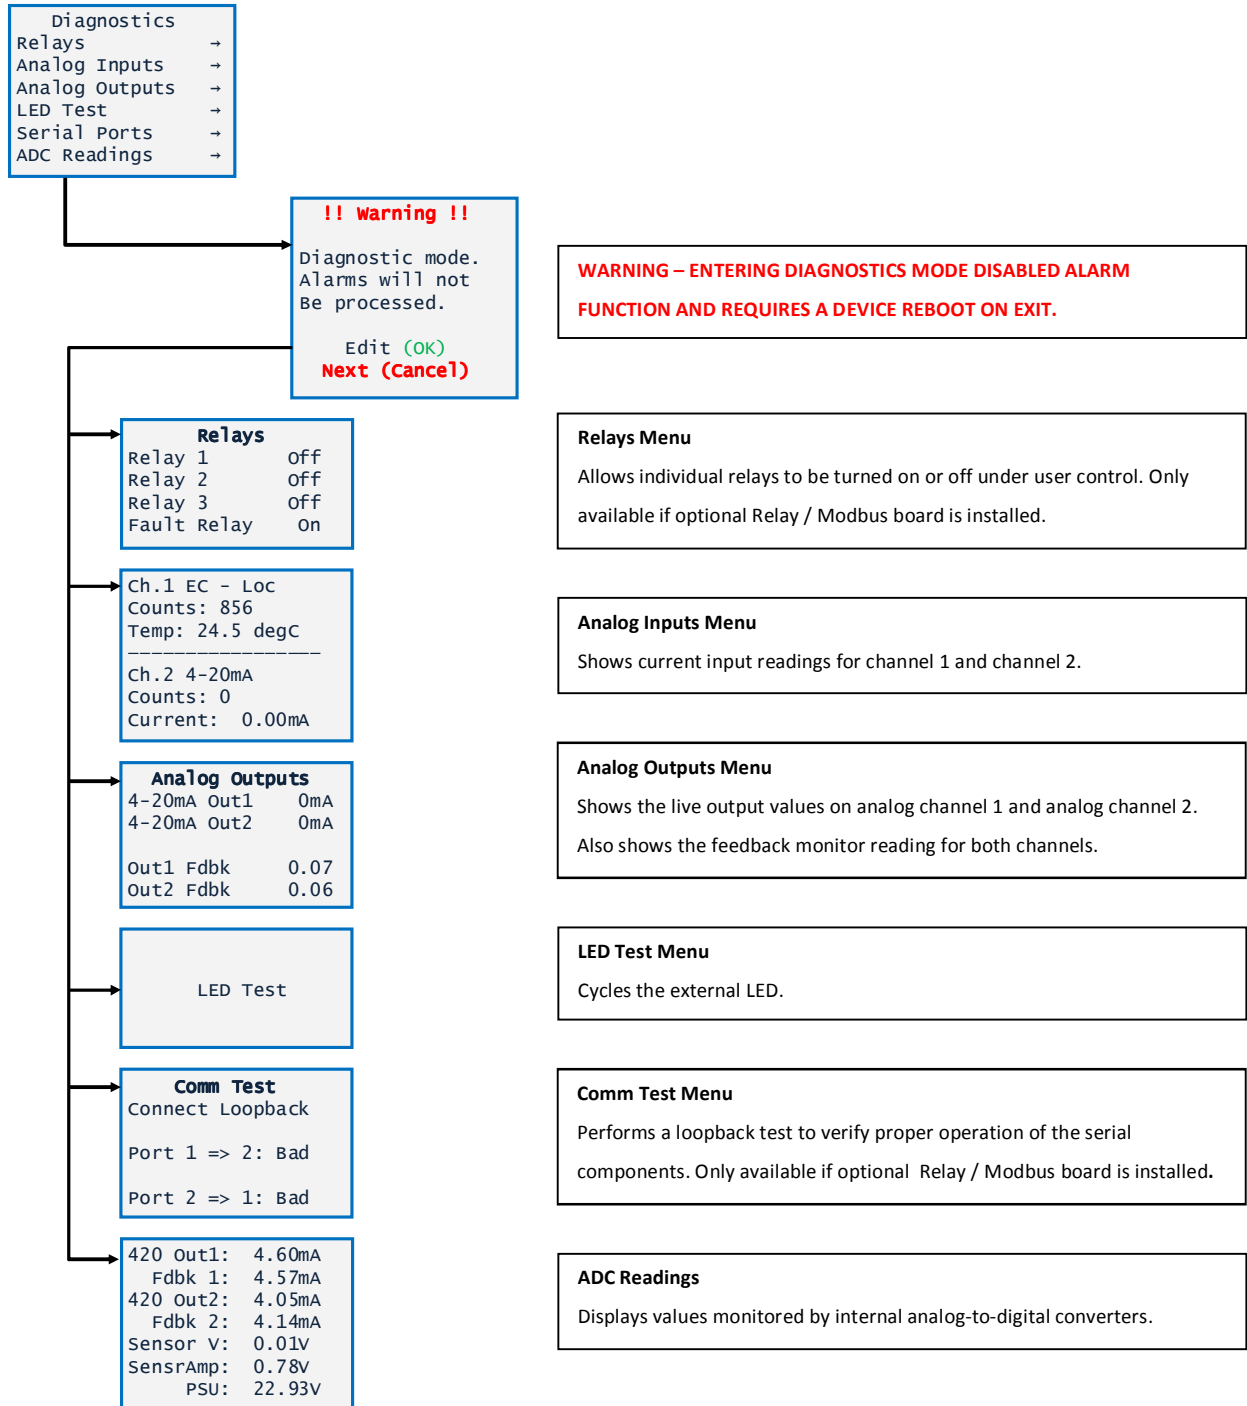 Diagnostics
Relays →
Analog Inputs →
Analog Outputs →
LED Test →
Serial Ports →
ADC Readings →
!! Warning !!
Diagnostic mode.
Alarms will not
Be processed.
Edit (OK)
Next (Cancel)
WARNING – ENTERING DIAGNOSTICS MODE DISABLED ALARM
FUNCTION AND REQUIRES A DEVICE REBOOT ON EXIT.
Relays
Relay 1 Off
Relay 2 Off
Relay 3 Off
Fault Relay On
Relays Menu
Allows individual relays to be turned on or off under user control. Only
available if optional Relay / Modbus board is installed.
Ch.1 EC - Loc
Counts: 856
Temp: 24.5 degC
-----------------
Ch.2 4-20mA
Counts: 0
Current: 0.00mA
Analog Inputs Menu
Shows current input readings for channel 1 and channel 2.
Analog Outputs
4-20mA Out1 0mA
4-20mA Out2 0mA
Out1 Fdbk 0.07
Out2 Fdbk 0.06
Analog Outputs Menu
Shows the live output values on analog channel 1 and analog channel 2.
Also shows the feedback monitor reading for both channels.
LED Test
LED Test Menu
Cycles the external LED.
Comm Test
Connect Loopback
Port 1 => 2: Bad
Port 2 => 1: Bad
Comm Test Menu
Performs a loopback test to verify proper operation of the serial
components. Only available if optional Relay / Modbus board is installed.
420 Out1: 4.60mA
Fdbk 1: 4.57mA
420 Out2: 4.05mA
Fdbk 2: 4.14mA
Sensor V: 0.01V
SensrAmp: 0.78V
PSU: 22.93V
ADC Readings
Displays values monitored by internal analog-to-digital converters.